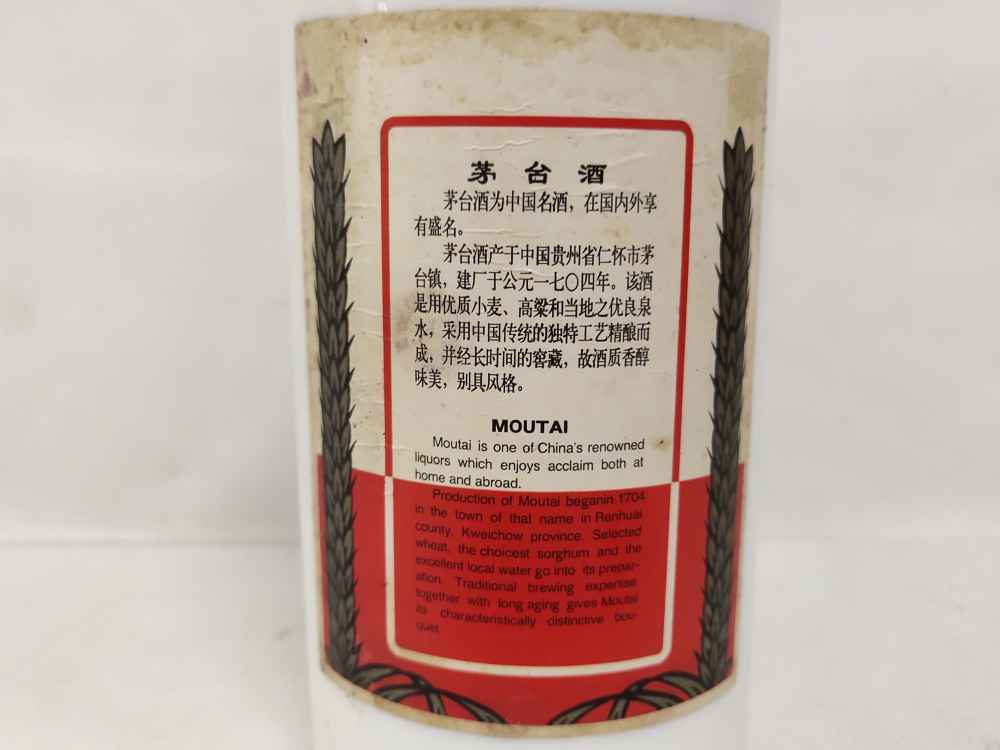 茅台酒
茅台酒为中国名酒，在国内外享
有盛名。
茅台酒产于中国贵州省仁怀市茅
台镇，建厂于公元一七〇四年。该酒
是用优质小麦、高粱和当地之优良泉
水，采用中国传统的独特工艺精酿而
成，并经长时间的窖藏，故酒质香醇
味美，别具风格。
MOUTAI
Moutai is one of China's renowned
liquors which enjoys acclaim both at
home and abroad.
Production of Moutai beganin 1704
in the town of that name in Renhuai
county, Kweichow province. Selected
wheat, the choicest sorghum and the
excellent local water go into its prepar-
ation. Traditional brewing expertise
together with long aging gives Moutai
its characteristically distinctive bou-
quet.